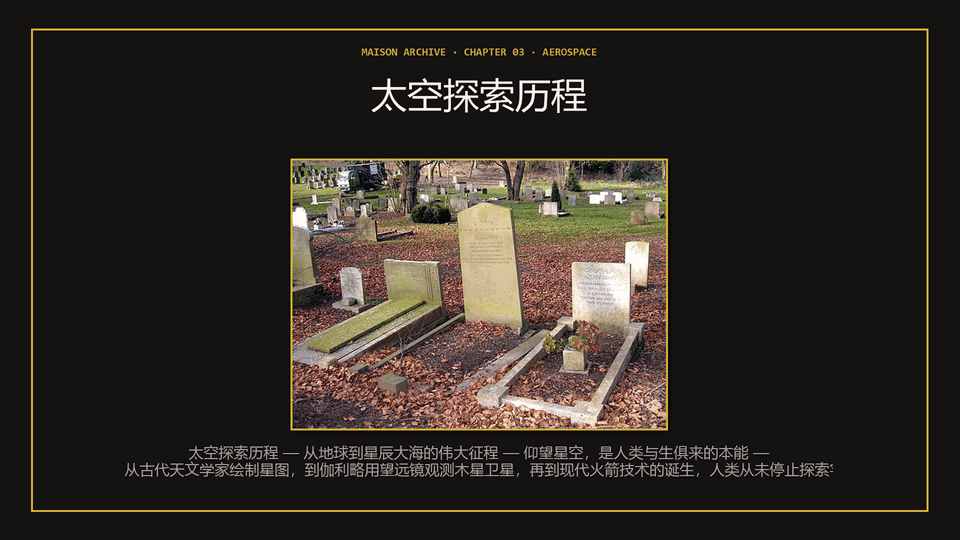 MAISON ARCHIVE · CHAPTER 03 · AEROSPACE
太空探索历程
太空探索历程 — 从地球到星辰大海的伟大征程 — 仰望星空，是人类与生俱来的本能 —
从古代天文学家绘制星图，到伽利略用望远镜观测木星卫星，再到现代火箭技术的诞生，人类从未停止探索